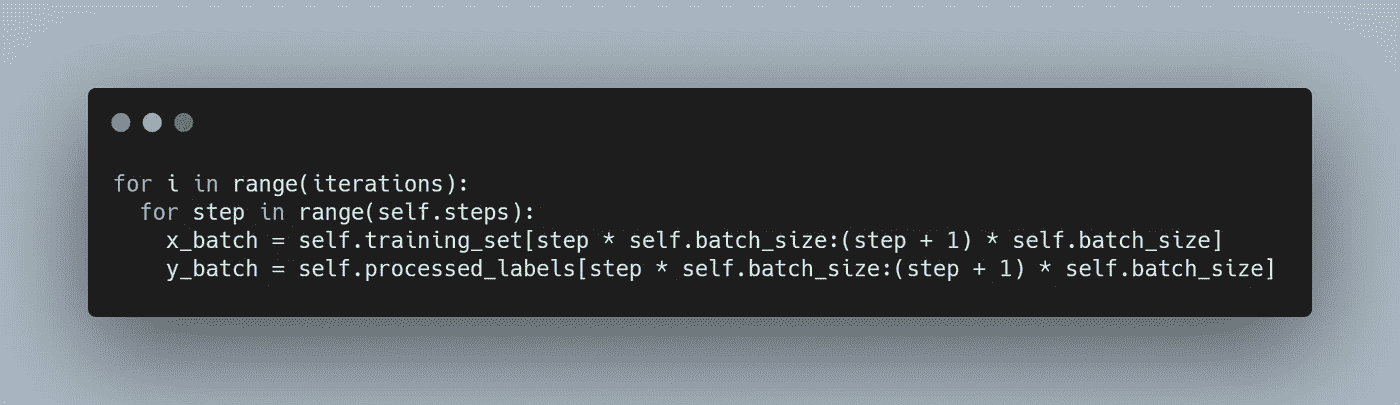 for i in range(iterations):
  for step in range(self.steps):
    x_batch = self.training_set[step * self.batch_size:(step + 1) * self.batch_size]
    y_batch = self.processed_labels[step * self.batch_size:(step + 1) * self.batch_size]